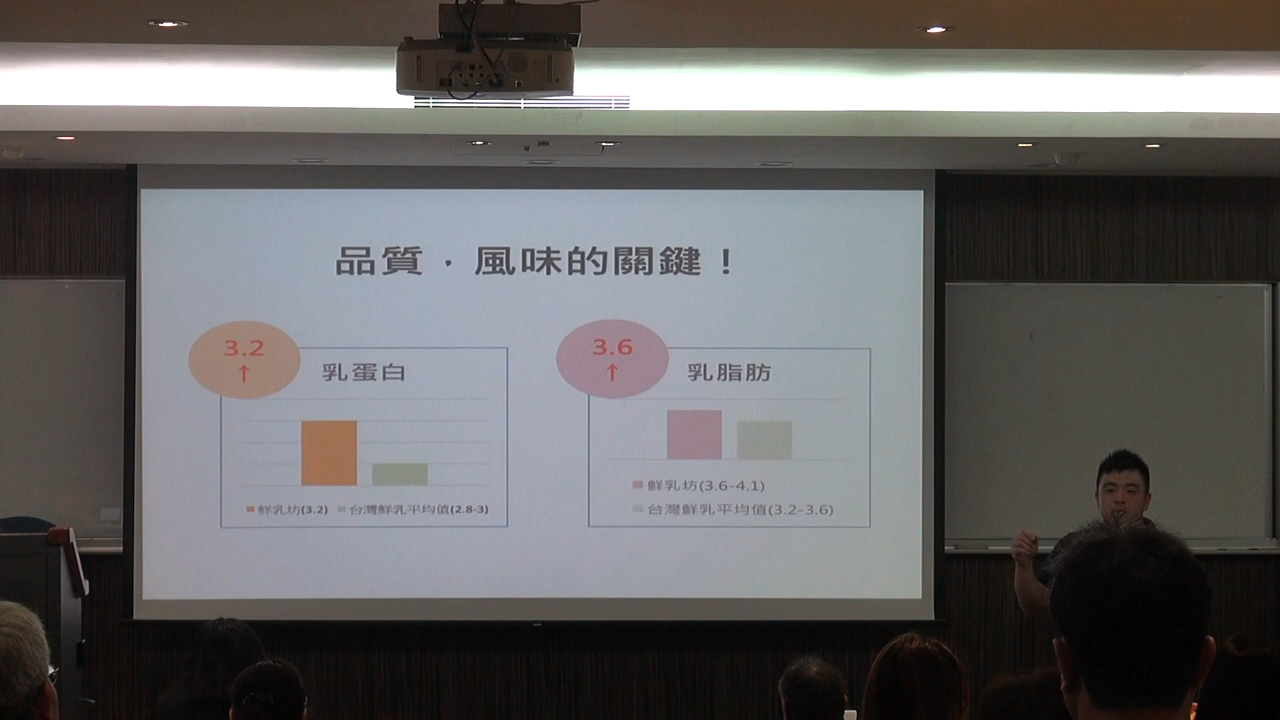 品質．風味的關鍵！
3.2
↑
乳蛋白
鮮乳坊(3.2) 台灣鮮乳平均值(2.8-3)
3.6
↑
乳脂肪
鮮乳坊(3.6-4.1)
台灣鮮乳平均值(3.2-3.6)